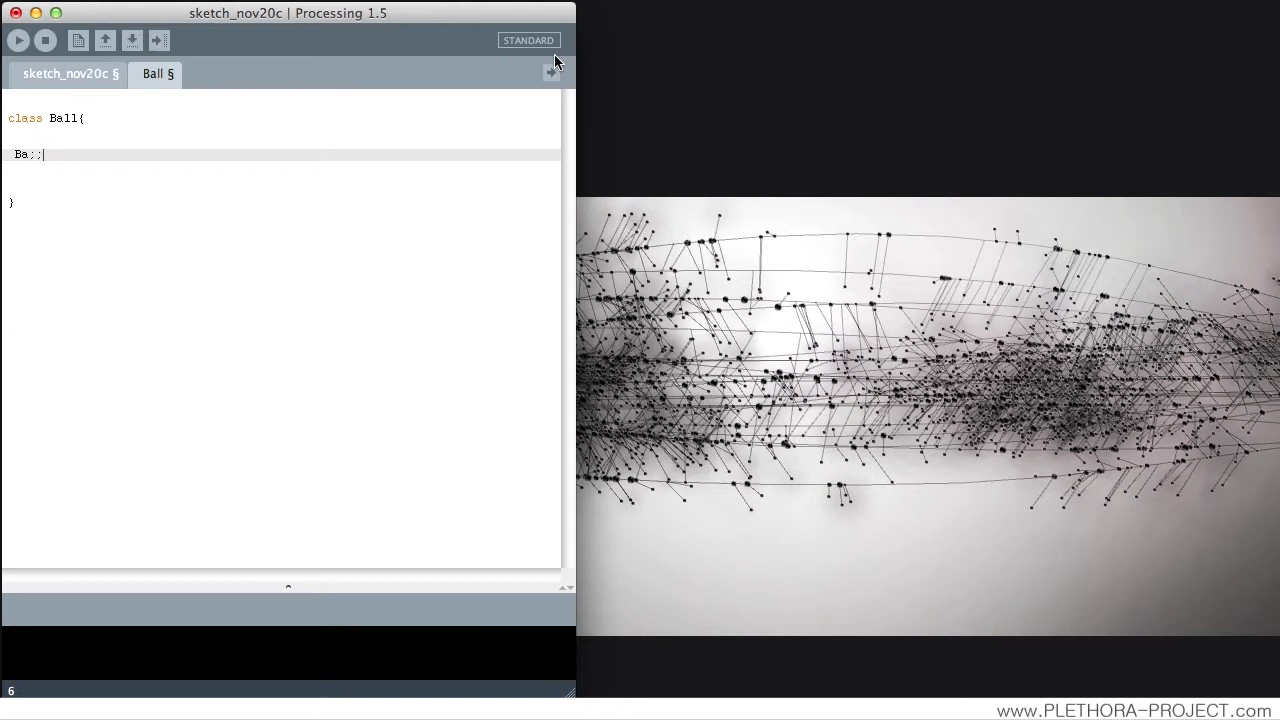 sketch_nov20c | Processing 1.5
STANDARD
sketch_nov20c § Ball §
class Ball{
Ba;;
}
6
www.PLETHORA-PROJECT.com